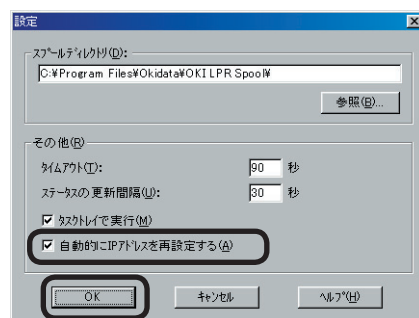 設定
スプールディレクトリ(D):
C:¥Program Files¥Okidata¥OKI LPR Spool¥
参照(B)...
その他(R)
タイムアウト(T): 90 秒
ステータスの更新間隔(U): 30 秒
タスクトレイで実行(M)
自動的にIPアドレスを再設定する(A)
OK キャンセル ヘルプ(H)